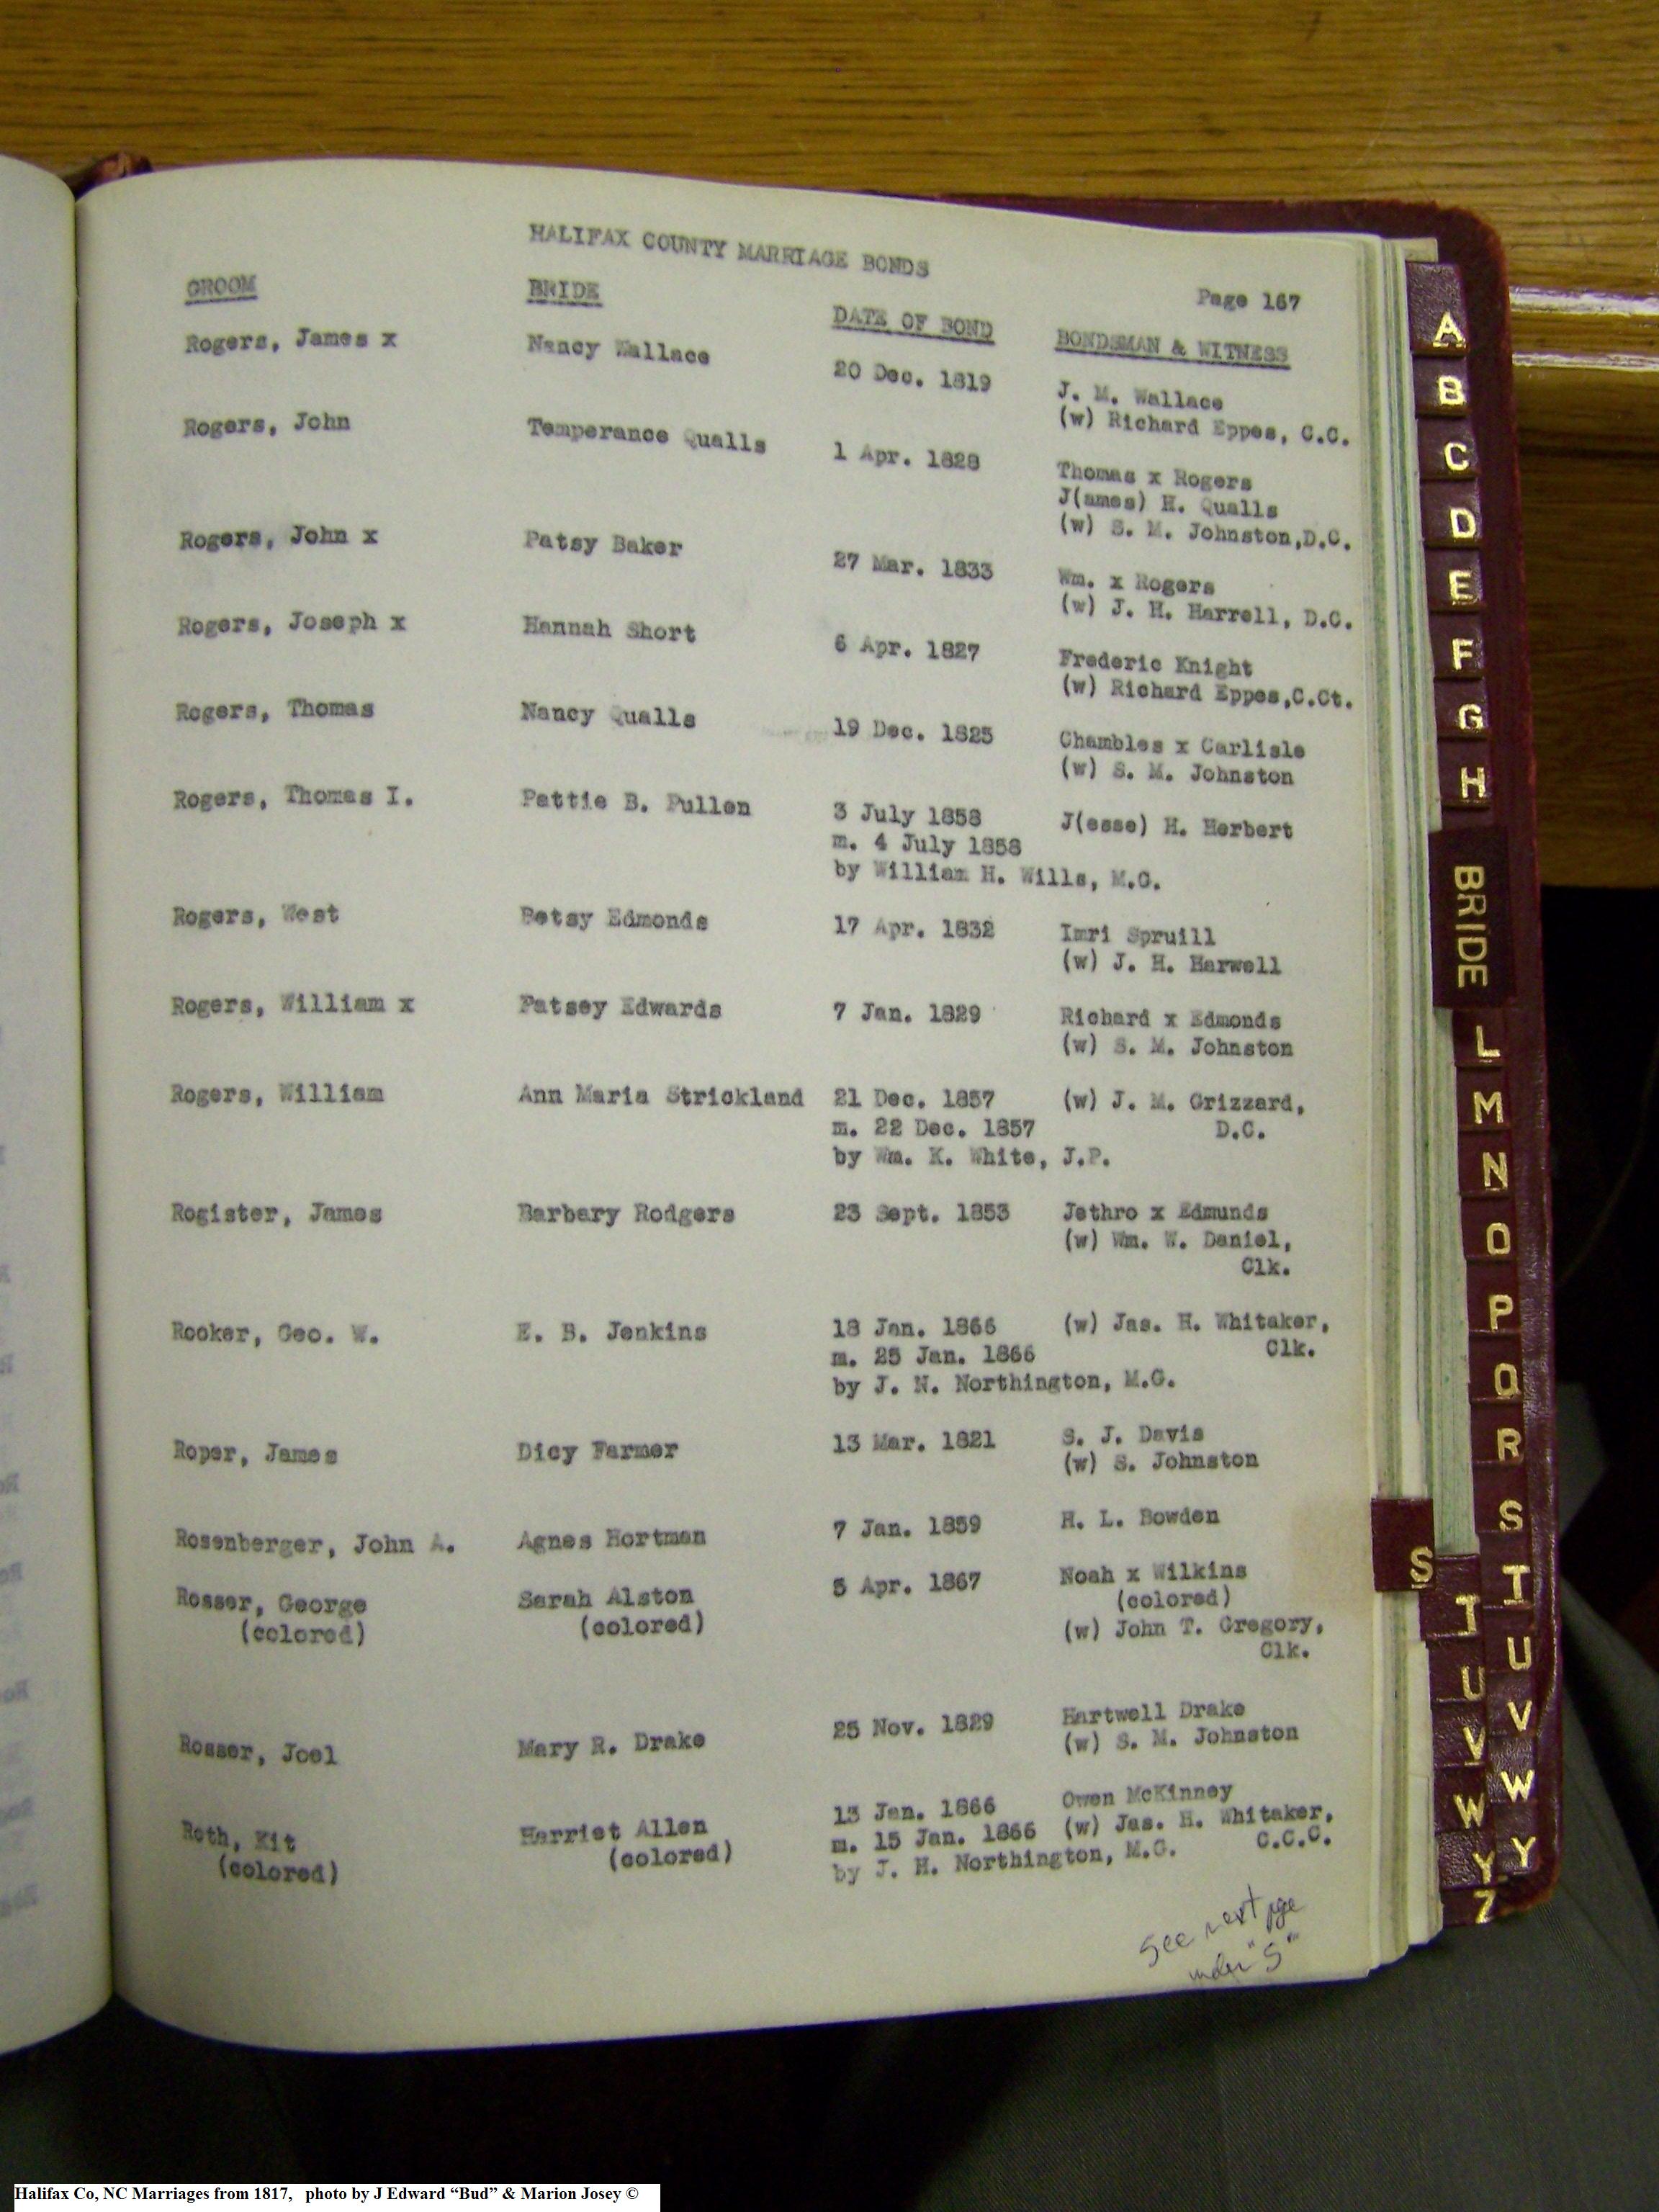 HALIFAX COUNTY MARRIAGE BONDS
Page 167
GROOM BRIDE DATE OF BOND BONDSMAN & WITNESS
Rogers, James x Nancy Wallace 20 Dec. 1819 J. M. Wallace
(w) Richard Eppes, C.C.
Rogers, John Temperance Qualls 1 Apr. 1828 Thomas x Rogers
J(ames) H. Qualls
(w) S. M. Johnston,D.C.
Rogers, John x Patsy Baker 27 Mar. 1833 Wm. x Rogers
(w) J. H. Harrell, D.C.
Rogers, Joseph x Hannah Short 6 Apr. 1827 Frederic Knight
(w) Richard Eppes,C.Ct.
Rogers, Thomas Nancy Qualls 19 Dec. 1825 Chambles x Carlisle
(w) S. M. Johnston
Rogers, Thomas I. Pattie B. Pullen 3 July 1858 J(esse) H. Herbert
m. 4 July 1858
by William H. Wills, M.G.
Rogers, West Betsy Edmonds 17 Apr. 1832 Imri Spruill
(w) J. H. Harwell
Rogers, William x Patsey Edwards 7 Jan. 1829 Richard x Edmonds
(w) S. M. Johnston
Rogers, William Ann Maria Strickland 21 Dec. 1857 (w) J. M. Grizzard,
m. 22 Dec. 1857 D.C.
by Wm. K. White, J.P.
Rogister, James Barbary Rodgers 23 Sept. 1853 Jethro x Edmunds
(w) Wm. W. Daniel,
Clk.
Rooker, Geo. W. E. B. Jenkins 18 Jan. 1866 (w) Jas. H. Whitaker,
m. 25 Jan. 1866 Clk.
by J. N. Northington, M.G.
Roper, James Dicy Farmer 13 Mar. 1821 S. J. Davis
(w) S. Johnston
Rosenberger, John A. Agnes Hortman 7 Jan. 1859 H. L. Bowden
Rosser, George Sarah Alston 5 Apr. 1867 Noah x Wilkins
(colored) (colored) (colored)
(w) John T. Gregory,
Clk.
Rosser, Joel Mary R. Drake 25 Nov. 1829 Hartwell Drake
(w) S. M. Johnston
Roth, Kit Harriet Allen 13 Jan. 1866 Owen McKinney
(colored) (colored) m. 15 Jan. 1866 (w) Jas. H. Whitaker,
by J. H. Northington, M.G. C.C.C.
See next pge
under "S"
A
B
C
D
E
F
G
H
BRIDE
L
M
N
O
P
Q
R
S
T
U
V
W
Y
S
T
U
V
W
Y
Z
Halifax Co, NC Marriages from 1817, photo by J Edward “Bud” & Marion Josey ©